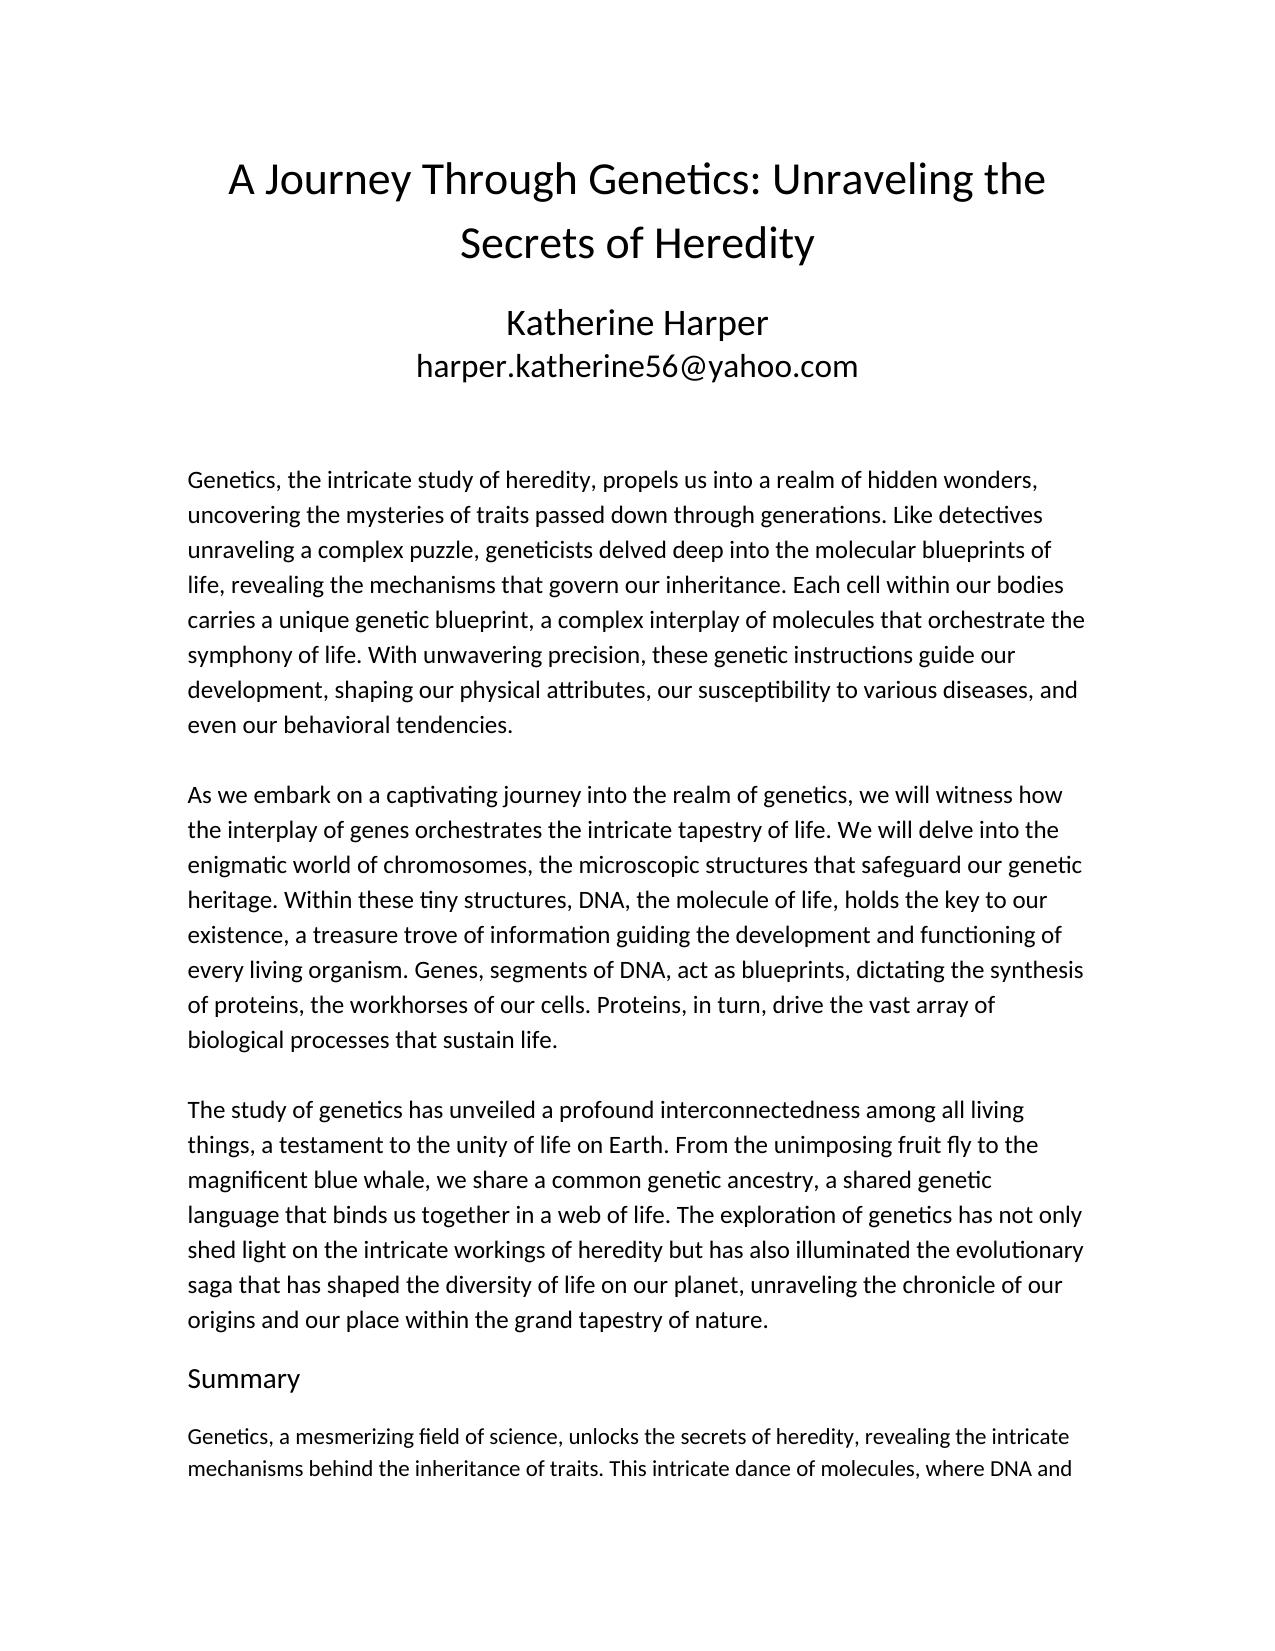 A Journey Through Genetics: Unraveling the
Secrets of Heredity
Katherine Harper
harper.katherine56@yahoo.com
Genetics, the intricate study of heredity, propels us into a realm of hidden wonders,
uncovering the mysteries of traits passed down through generations. Like detectives
unraveling a complex puzzle, geneticists delved deep into the molecular blueprints of
life, revealing the mechanisms that govern our inheritance. Each cell within our bodies
carries a unique genetic blueprint, a complex interplay of molecules that orchestrate the
symphony of life. With unwavering precision, these genetic instructions guide our
development, shaping our physical attributes, our susceptibility to various diseases, and
even our behavioral tendencies.
As we embark on a captivating journey into the realm of genetics, we will witness how
the interplay of genes orchestrates the intricate tapestry of life. We will delve into the
enigmatic world of chromosomes, the microscopic structures that safeguard our genetic
heritage. Within these tiny structures, DNA, the molecule of life, holds the key to our
existence, a treasure trove of information guiding the development and functioning of
every living organism. Genes, segments of DNA, act as blueprints, dictating the synthesis
of proteins, the workhorses of our cells. Proteins, in turn, drive the vast array of
biological processes that sustain life.
The study of genetics has unveiled a profound interconnectedness among all living
things, a testament to the unity of life on Earth. From the unimposing fruit fly to the
magnificent blue whale, we share a common genetic ancestry, a shared genetic
language that binds us together in a web of life. The exploration of genetics has not only
shed light on the intricate workings of heredity but has also illuminated the evolutionary
saga that has shaped the diversity of life on our planet, unraveling the chronicle of our
origins and our place within the grand tapestry of nature.
Summary
Genetics, a mesmerizing field of science, unlocks the secrets of heredity, revealing the intricate
mechanisms behind the inheritance of traits. This intricate dance of molecules, where DNA and